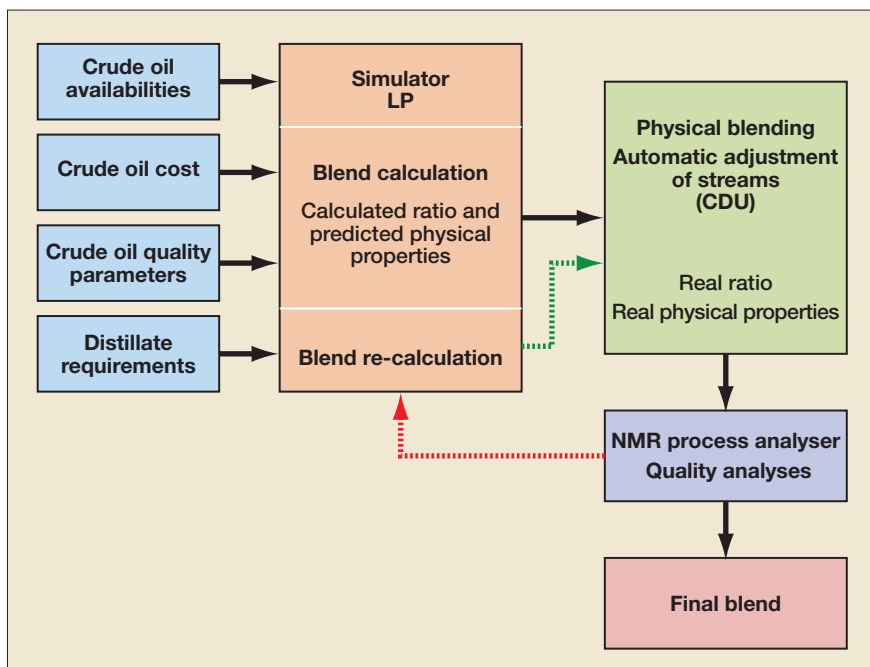 Crude oil
availabilities
Crude oil cost
Crude oil quality
parameters
Distillate
requirements
Simulator
LP
Blend calculation
Calculated ratio and
predicted physical
properties
Blend re-calculation
Physical blending
Automatic adjustment
of streams
(CDU)
Real ratio
Real physical properties
NMR process analyser
Quality analyses
Final blend